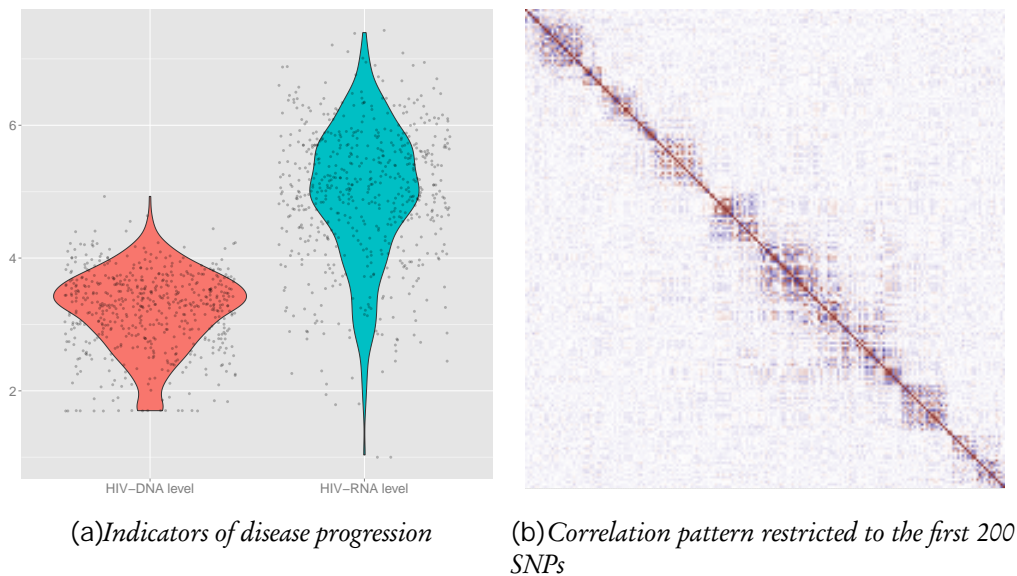 6
4
2
HIV−DNA level
HIV−RNA level
(a)Indicators of disease progression
(b)Correlation pattern restricted to the first 200
SNPs